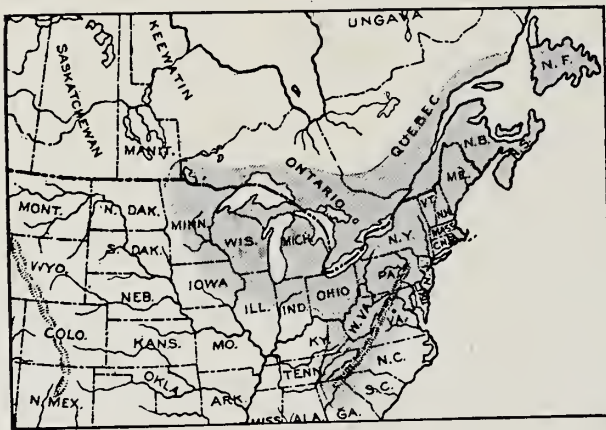 UNGAVA
KEEWATIN
SASKATCHEWAN
N. F.
QUEBEC
MANIT.
ONTARIO
N.B.
N.S.
ME.
MONT.
N. DAK.
MINN.
VT.
N.H.
WIS.
MICH.
N.Y.
MASS.
S. DAK.
WYO.
IOWA
PA.
N.J.
NEB.
ILL.
IND.
OHIO
W. VA.
VA.
COLO.
KANS.
MO.
KY.
N.C.
TENN.
OKLA.
ARK.
S.C.
N. MEX.
MISS.
ALA.
GA.